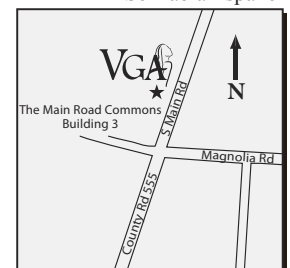 VGA
N
The Main Road Commons
Building 3
S Main Rd
Magnolia Rd
County Rd 555